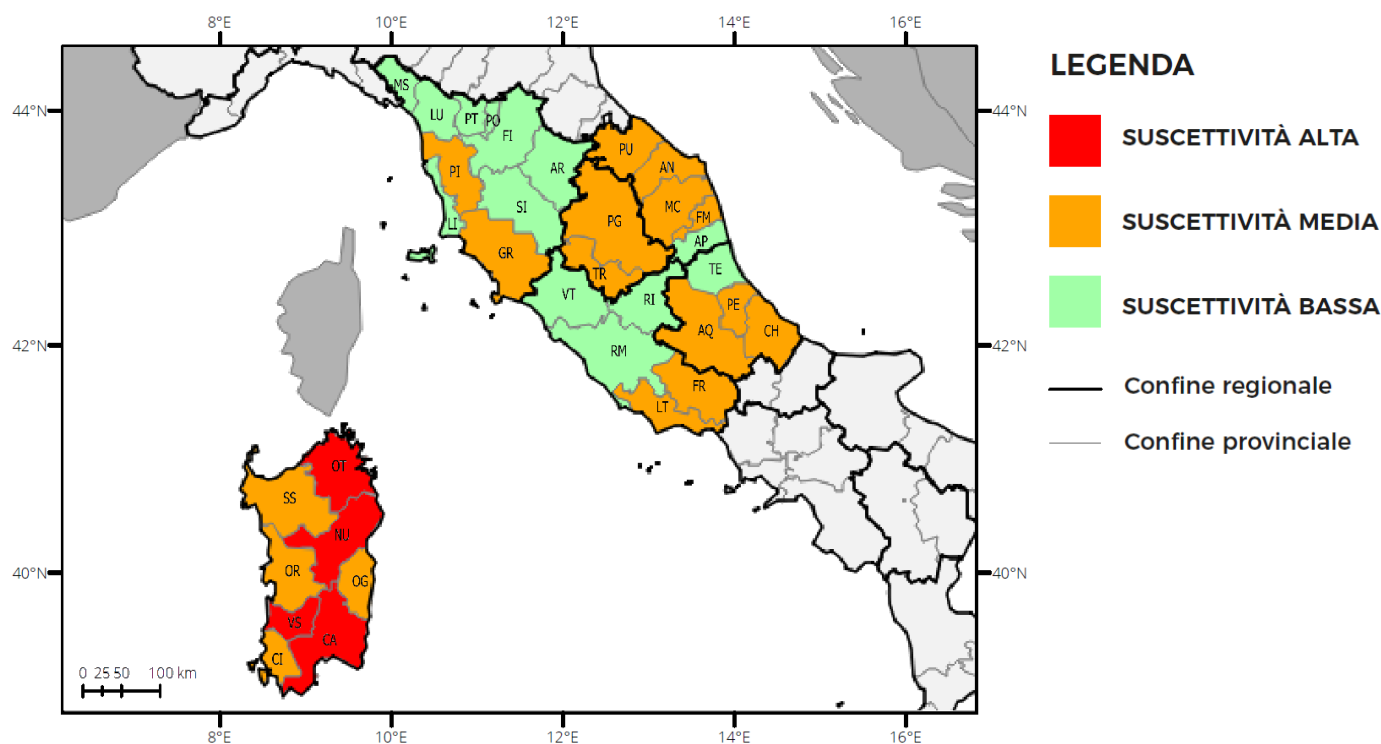 8°E 10°E 12°E 14°E 16°E
44°N 44°N
42°N 42°N
40°N 40°N
MS
LU PT PO
FI
AR
PI
SI
LI
GR
PU
AN
MC
FM
PG
AP
TR
TE
VT
RI
PE
AQ
CH
RM
FR
LT
OT
SS
NU
OR
OG
VS
CA
CI
0 25 50 100 km
8°E 10°E 12°E 14°E 16°E
LEGENDA
SUSCETTIVITÀ ALTA
SUSCETTIVITÀ MEDIA
SUSCETTIVITÀ BASSA
Confine regionale
Confine provinciale